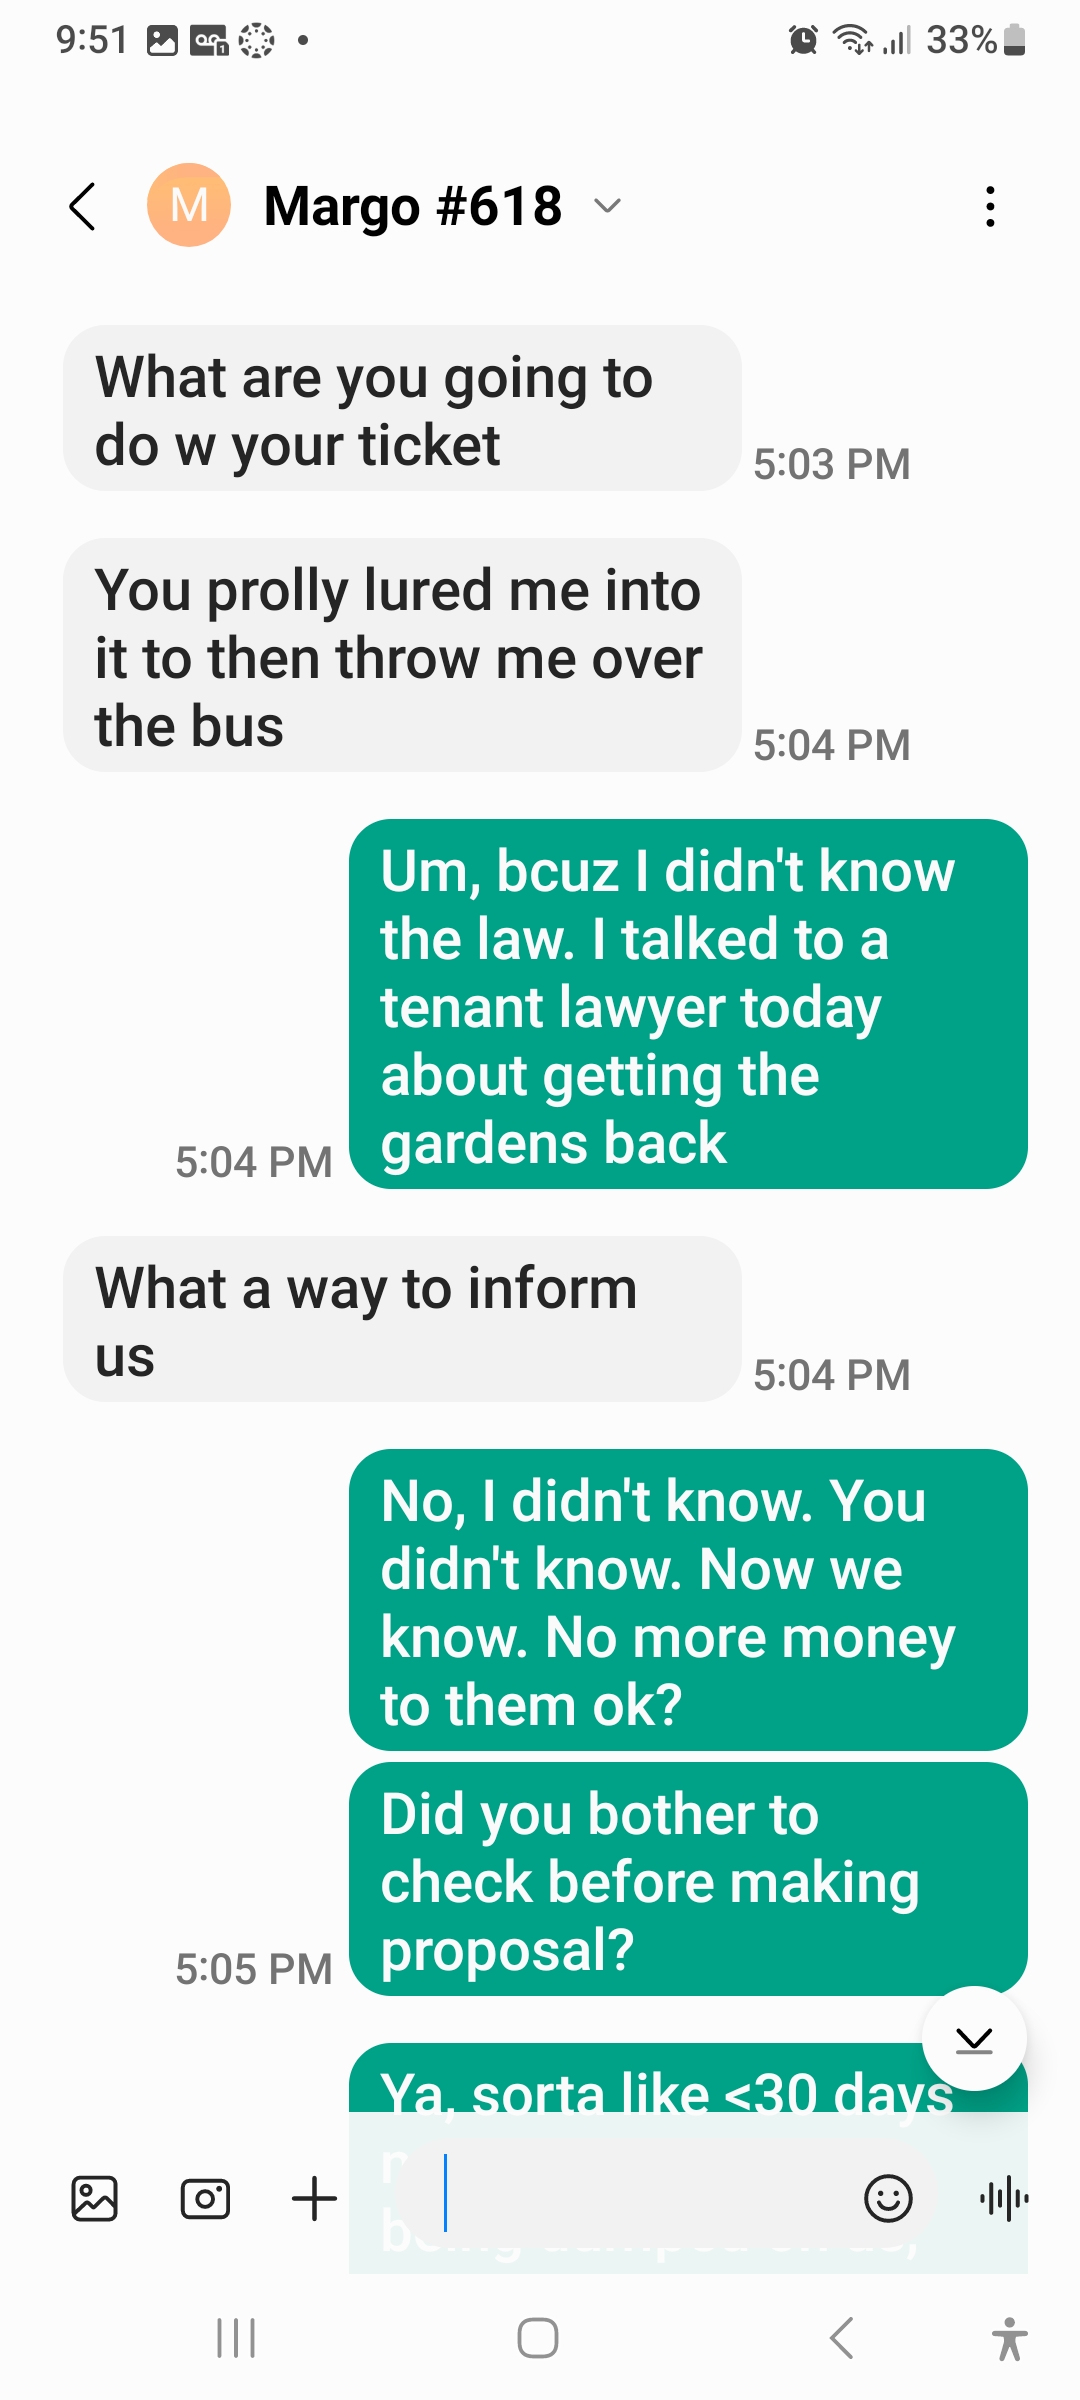 9:51
33%
M
Margo #618
What are you going to
do w your ticket
5:03 PM
You prolly lured me into
it to then throw me over
the bus
5:04 PM
Um, bcuz I didn't know
the law. I talked to a
tenant lawyer today
about getting the
gardens back
5:04 PM
What a way to inform
us
5:04 PM
No, I didn't know. You
didn't know. Now we
know. No more money
to them ok?
Did you bother to
check before making
proposal?
5:05 PM
Ya, sorta like <30 days
being dumped on us,